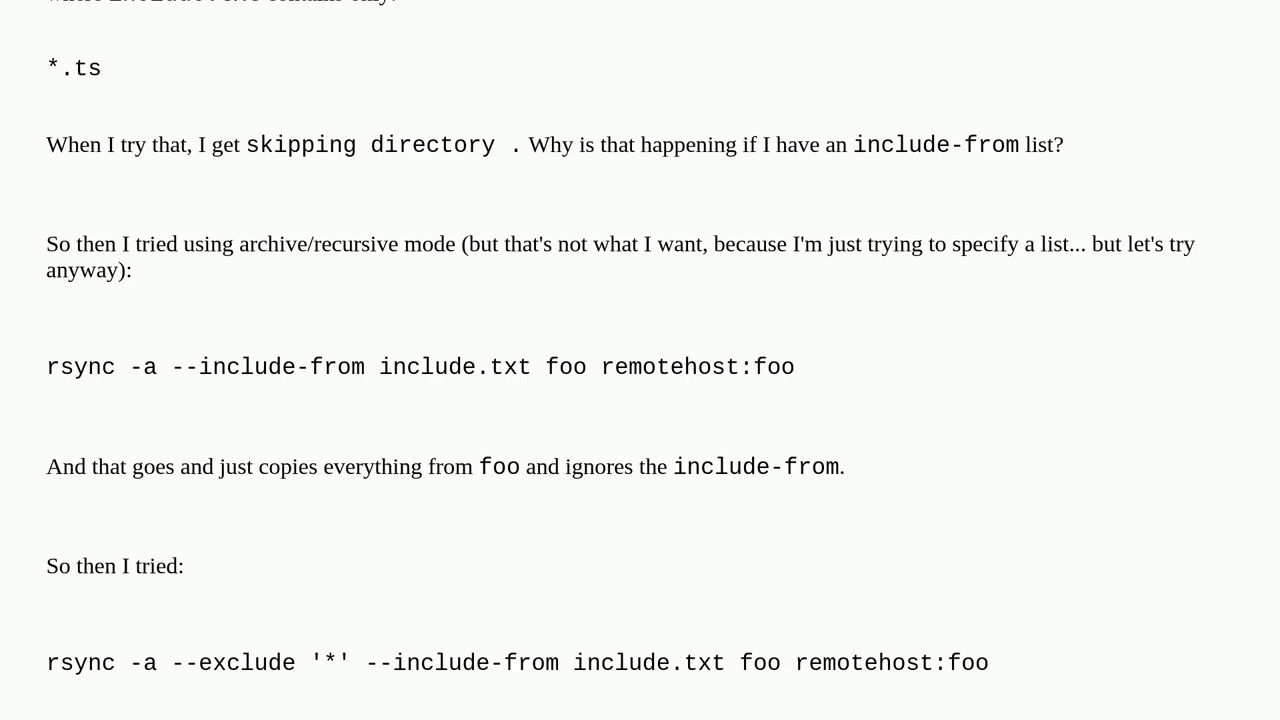 *.ts
When I try that, I get skipping directory . Why is that happening if I have an include-from list?
So then I tried using archive/recursive mode (but that's not what I want, because I'm just trying to specify a list... but let's try
anyway):
rsync -a --include-from include.txt foo remotehost:foo
And that goes and just copies everything from foo and ignores the include-from.
So then I tried:
rsync -a --exclude '*' --include-from include.txt foo remotehost:foo